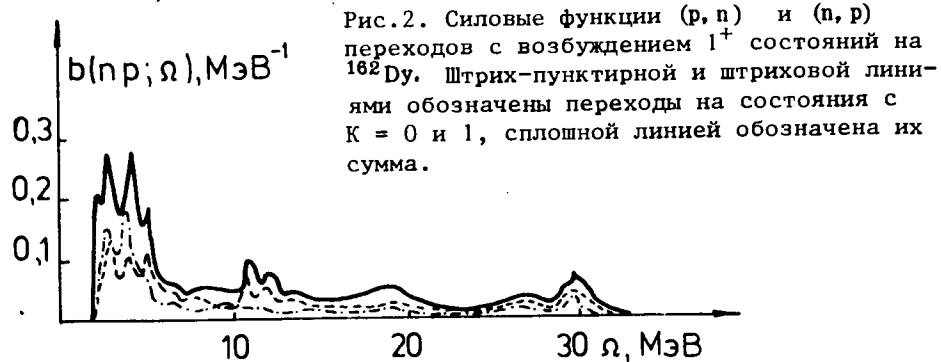 Рис.2. Силовые функции (p,n) и (n,p)
переходов с возбуждением 1⁺ состояний на
¹⁶²Dy. Штрих-пунктирной и штриховой лини-
ями обозначены переходы на состояния с
K = 0 и 1, сплошной линией обозначена их
сумма.
b(np;Ω),МэВ⁻¹
0,3
0,2
0,1
10 20 30 Ω, МэВ